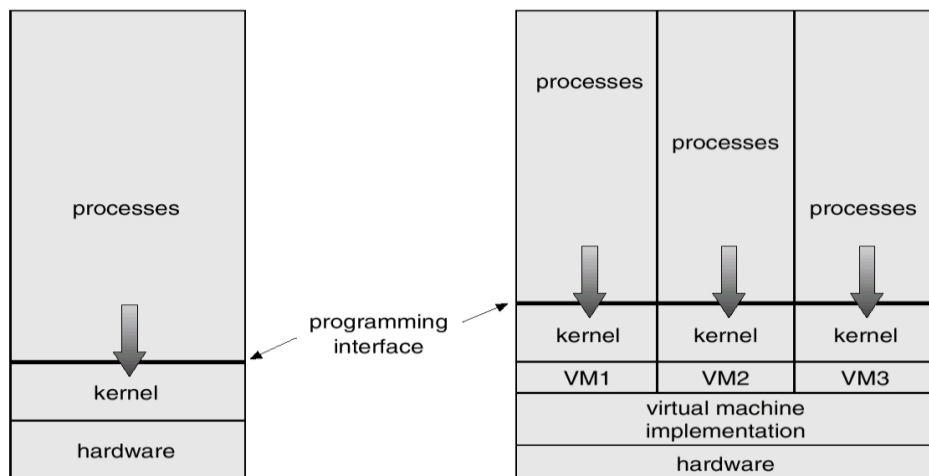 processes
kernel
hardware
programming
interface
processes
processes
processes
kernel
kernel
kernel
VM1
VM2
VM3
virtual machine
implementation
hardware